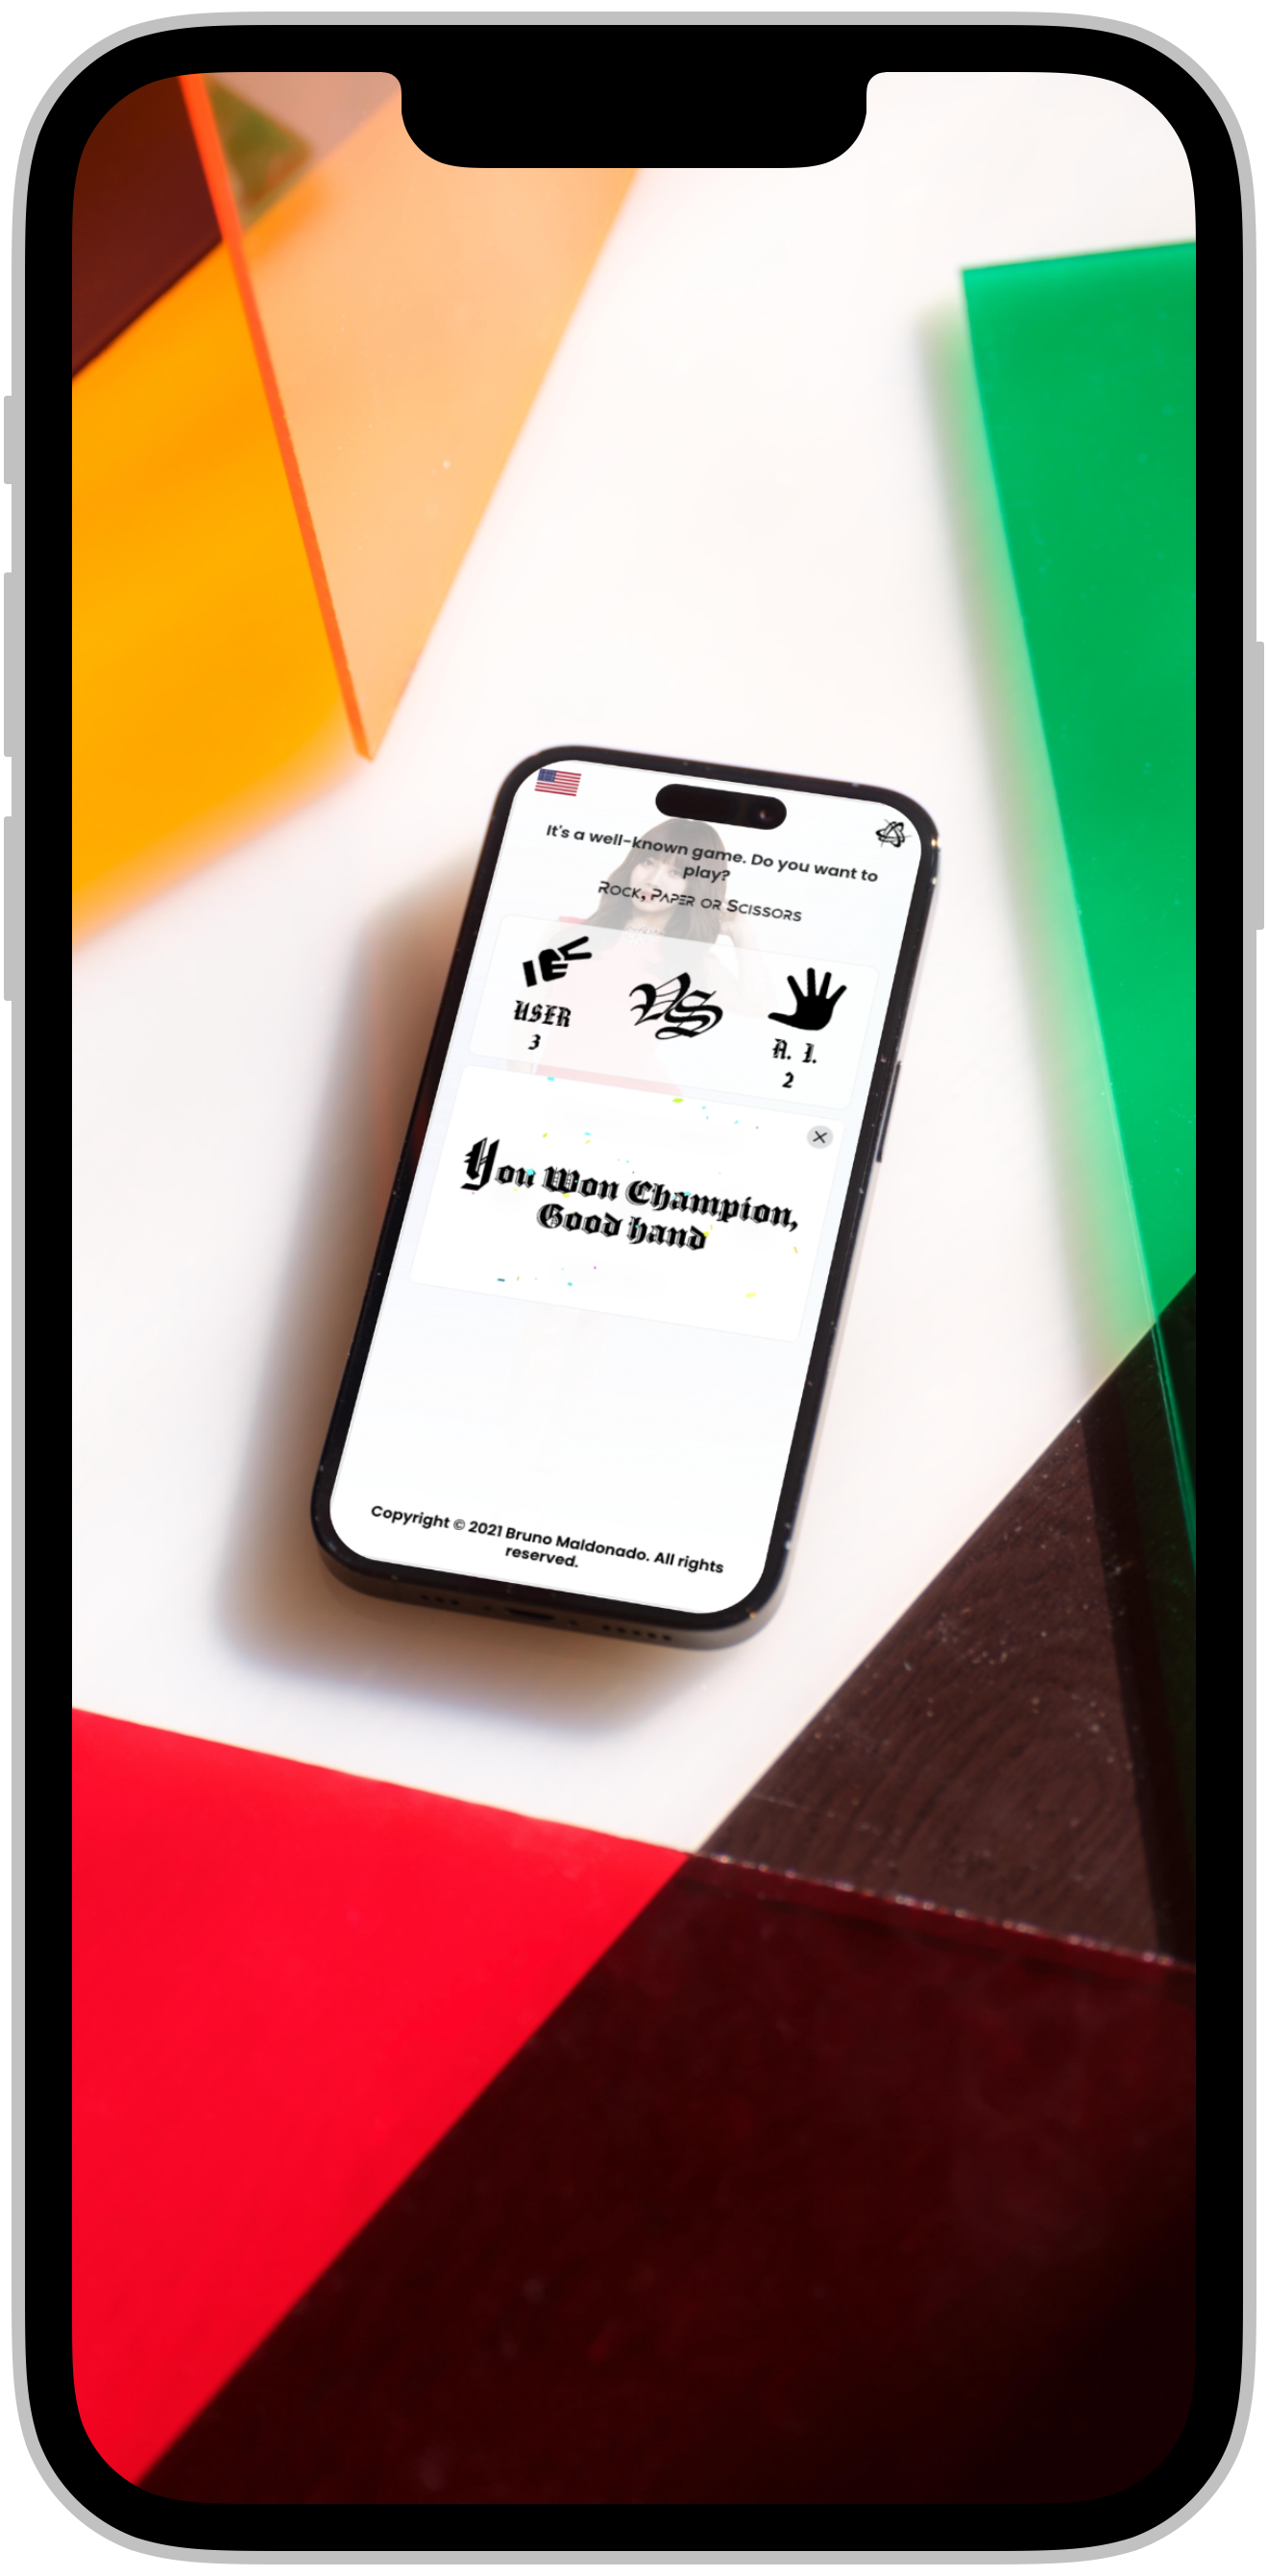 It's a well-known game. Do you want to
play?
Rock, Paper or Scissors
USER
3
VS
A. I.
2
You Won Champion,
Good hand
Copyright © 2021 Bruno Maldonado. All rights
reserved.